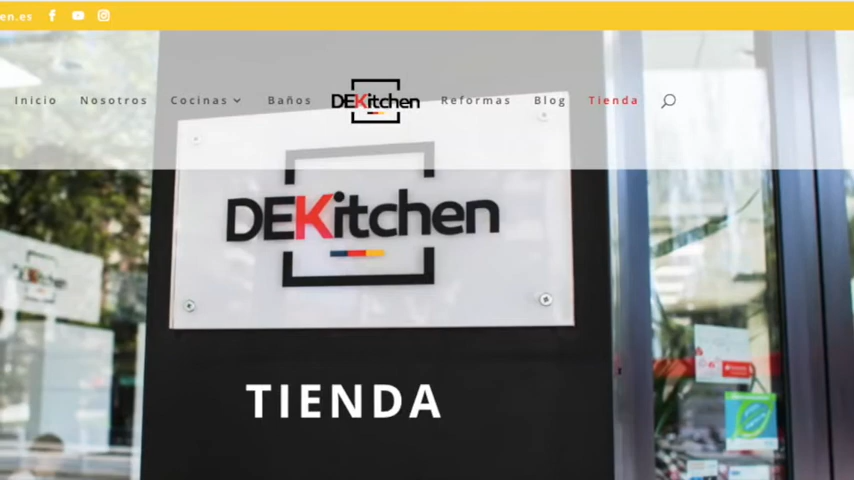 en.es
Inicio Nosotros Cocinas Baños DEKitchen Reformas Blog Tienda
DEKitchen
TIENDA